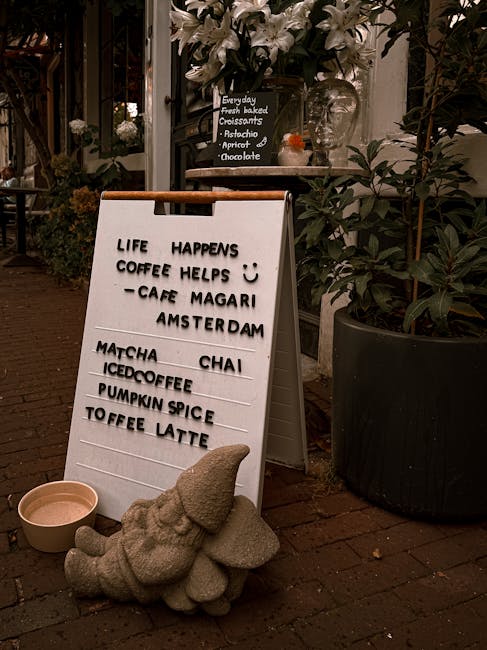 Everyday
Fresh baked
Croissants
- Pistachio
- Apricot
- Chocolate
LIFE HAPPENS
COFFEE HELPS :)
- CAFE MAGARI
AMSTERDAM
MATCHA CHAI
ICEDCOFFEE
PUMPKIN SPICE
TOFFEE LATTE